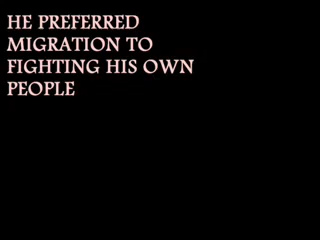 HE PREFERRED
MIGRATION TO
FIGHTING HIS OWN
PEOPLE